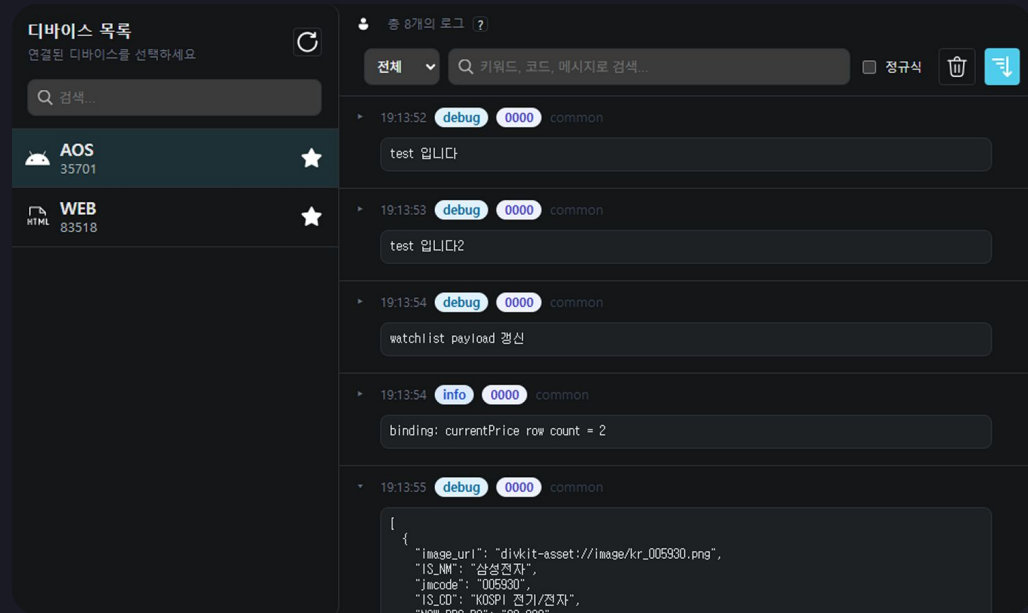 디바이스 목록
연결된 디바이스를 선택하세요
검색...
AOS
35701
HTML
WEB
83518
총 8개의 로그 ?
전체
키워드, 코드, 메시지로 검색...
정규식
19:13:52 debug 0000 common
test 입니다
19:13:53 debug 0000 common
test 입니다2
19:13:54 debug 0000 common
watchlist payload 갱신
19:13:54 info 0000 common
binding: currentPrice row count = 2
19:13:55 debug 0000 common
[
{
"image_url": "divkit-asset://image/kr_005930.png",
"IS_NM": "삼성전자",
"jmcode": "005930",
"IS_CD": "KOSPI 전기/전자",